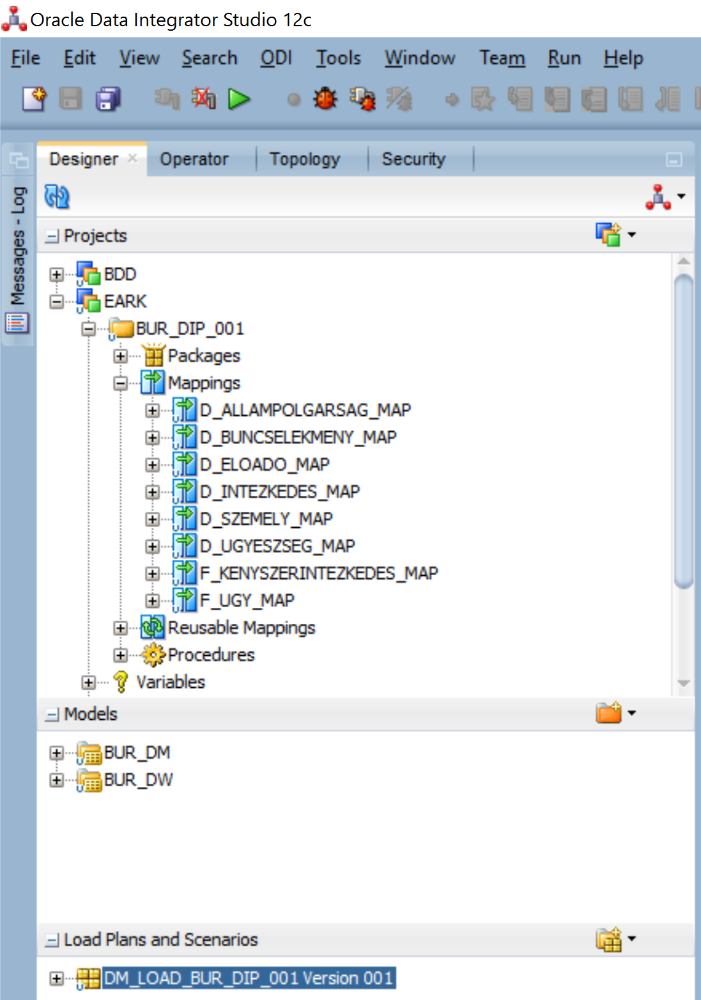 Oracle Data Integrator Studio 12c
File Edit View Search ODI Tools Window Team Run Help
Designer Operator Topology Security
Messages - Log
Projects
BDD
EARK
BUR_DIP_001
Packages
Mappings
D_ALLAMPOLGARSAG_MAP
D_BUNCSELEKMENY_MAP
D_ELOADO_MAP
D_INTEZKEDES_MAP
D_SZEMELY_MAP
D_UGYESZSEG_MAP
F_KENYSZERINTEZKEDES_MAP
F_UGY_MAP
Reusable Mappings
Procedures
Variables
Models
BUR_DM
BUR_DW
Load Plans and Scenarios
DM_LOAD_BUR_DIP_001 Version 001